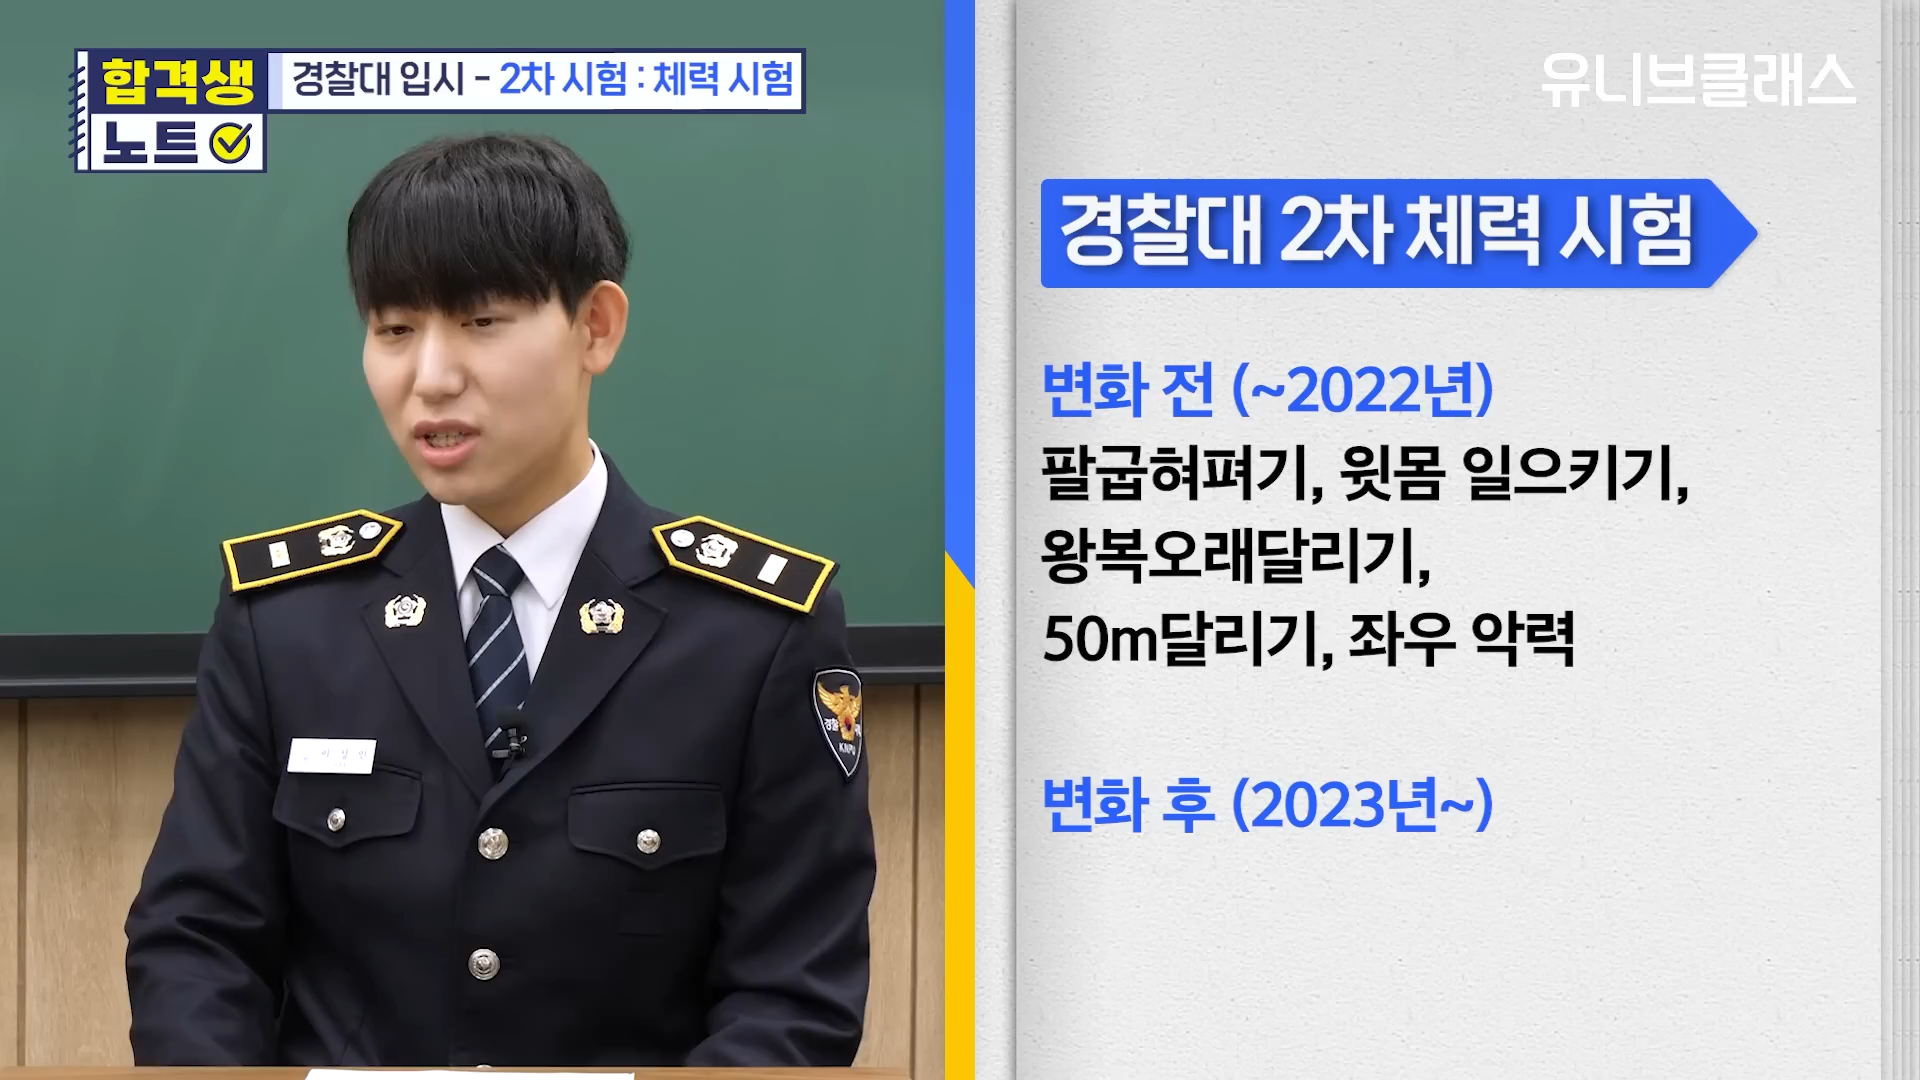 합격생
노트
경찰대 입시 - 2차 시험 : 체력 시험
유니브클래스
경찰대 2차 체력 시험
변화 전 (~2022년)
팔굽혀펴기, 윗몸 일으키기,
왕복오래달리기,
50m달리기, 좌우 악력
변화 후 (2023년~)
KNPU